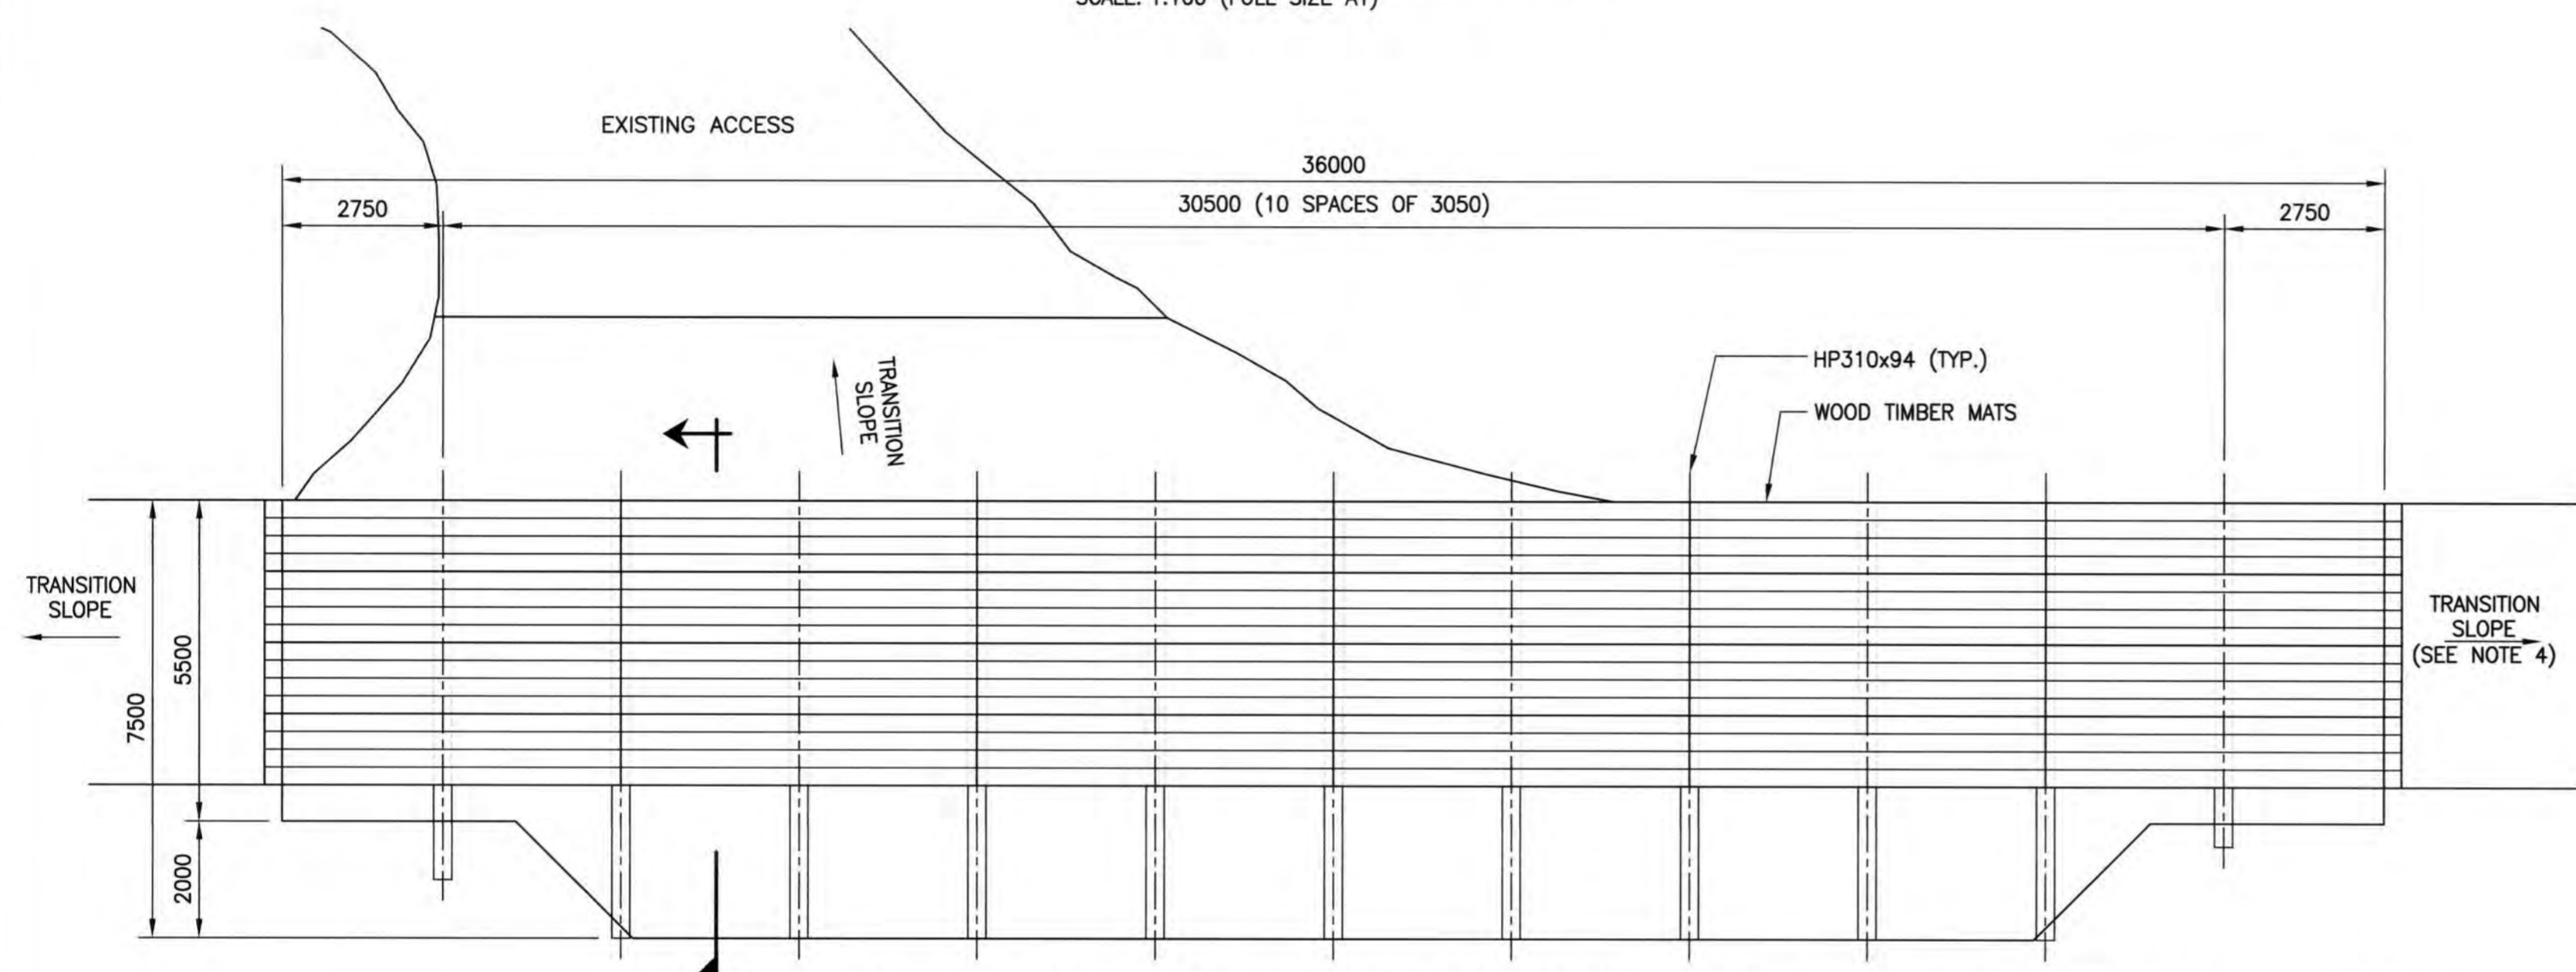 EXISTING ACCESS
36000
2750
30500 (10 SPACES OF 3050)
2750
HP310x94 (TYP.)
WOOD TIMBER MATS
TRANSITION
SLOPE
TRANSITION
SLOPE
TRANSITION
SLOPE
(SEE NOTE 4)
5500
7500
2000